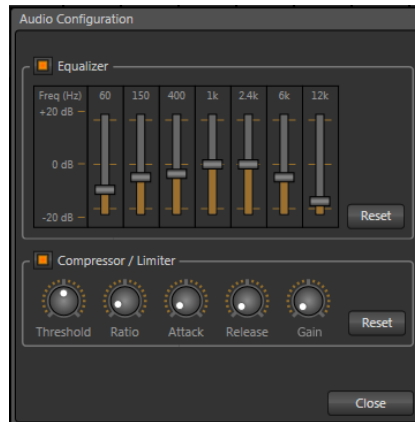 Audio Configuration
Equalizer
Freq (Hz) 60 150 400 1k 2.4k 6k 12k
+20 dB
0 dB
-20 dB
Reset
Compressor / Limiter
Threshold Ratio Attack Release Gain
Reset
Close